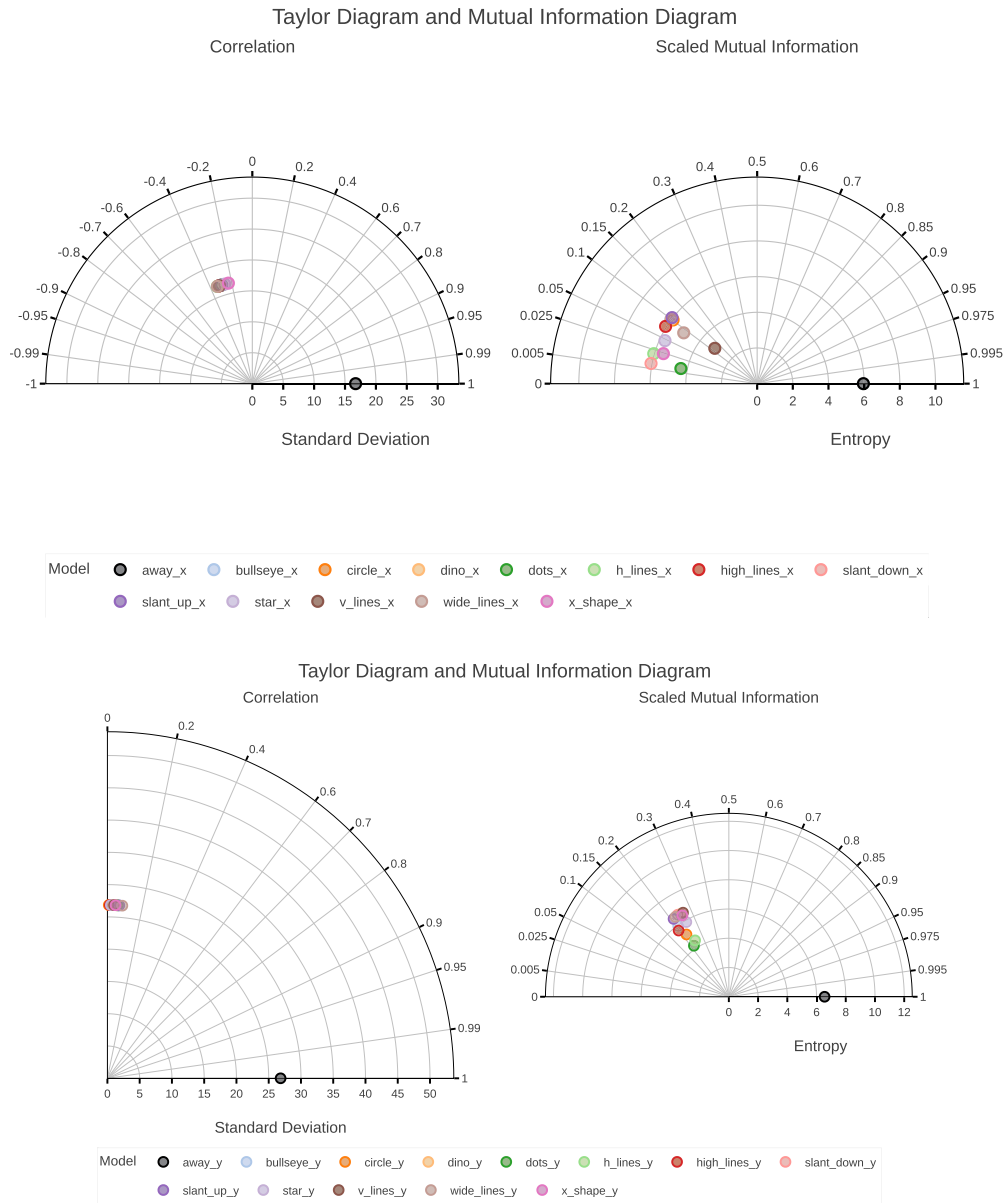 Taylor Diagram and Mutual Information Diagram
Correlation
Scaled Mutual Information
0
-0.2 0.2
-0.4 0.4
-0.6 0.6
-0.7 0.7
-0.8 0.8
-0.9 0.9
-0.95 0.95
-0.99 0.99
-1 1
0 5 10 15 20 25 30
Standard Deviation
0.5
0.4 0.6
0.3 0.7
0.2 0.8
0.15 0.85
0.1 0.9
0.05 0.95
0.025 0.975
0.005 0.995
0 1
0 2 4 6 8 10
Entropy
Model away_x bullseye_x circle_x dino_x dots_x h_lines_x high_lines_x slant_down_x
slant_up_x star_x v_lines_x wide_lines_x x_shape_x
Taylor Diagram and Mutual Information Diagram
Correlation
Scaled Mutual Information
0
0.2
0.4
0.6
0.7
0.8
0.9
0.95
0.99
1
0 5 10 15 20 25 30 35 40 45 50
Standard Deviation
0.5
0.4 0.6
0.3 0.7
0.2 0.8
0.15 0.85
0.1 0.9
0.05 0.95
0.025 0.975
0.005 0.995
0 1
0 2 4 6 8 10 12
Entropy
Model away_y bullseye_y circle_y dino_y dots_y h_lines_y high_lines_y slant_down_y
slant_up_y star_y v_lines_y wide_lines_y x_shape_y